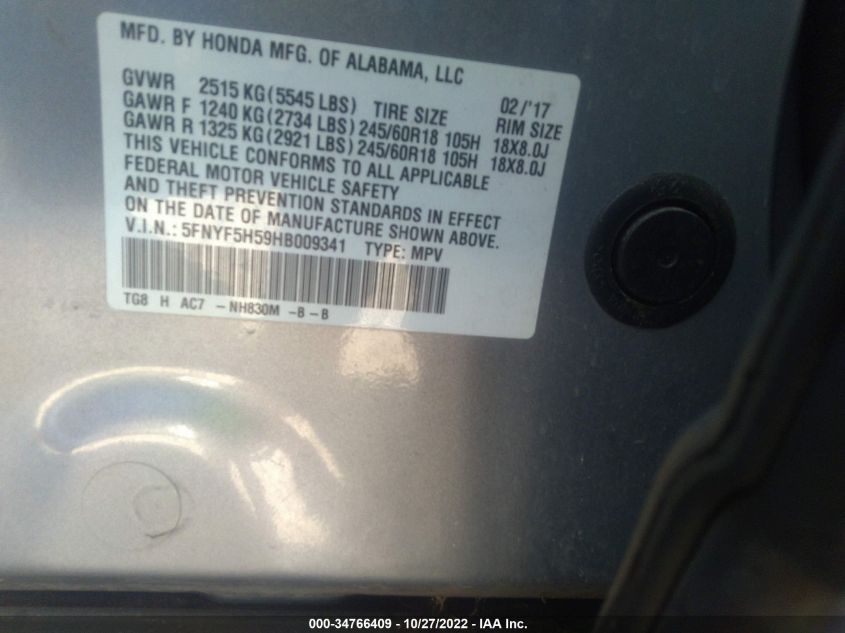 MFD. BY HONDA MFG. OF ALABAMA, LLC
GVWR 2515 KG (5545 LBS) TIRE SIZE 02/'17 RIM SIZE
GAWR F 1240 KG (2734 LBS) 245/60R18 105H 18X8.0J
GAWR R 1325 KG (2921 LBS) 245/60R18 105H 18X8.0J
THIS VEHICLE CONFORMS TO ALL APPLICABLE
FEDERAL MOTOR VEHICLE SAFETY
AND THEFT PREVENTION STANDARDS IN EFFECT
ON THE DATE OF MANUFACTURE SHOWN ABOVE.
V.I.N.: 5FNYF5H59HB009341 TYPE: MPV
TG8 H AC7 -NH830M -B-B
000-34766409 - 10/27/2022 - IAA Inc.